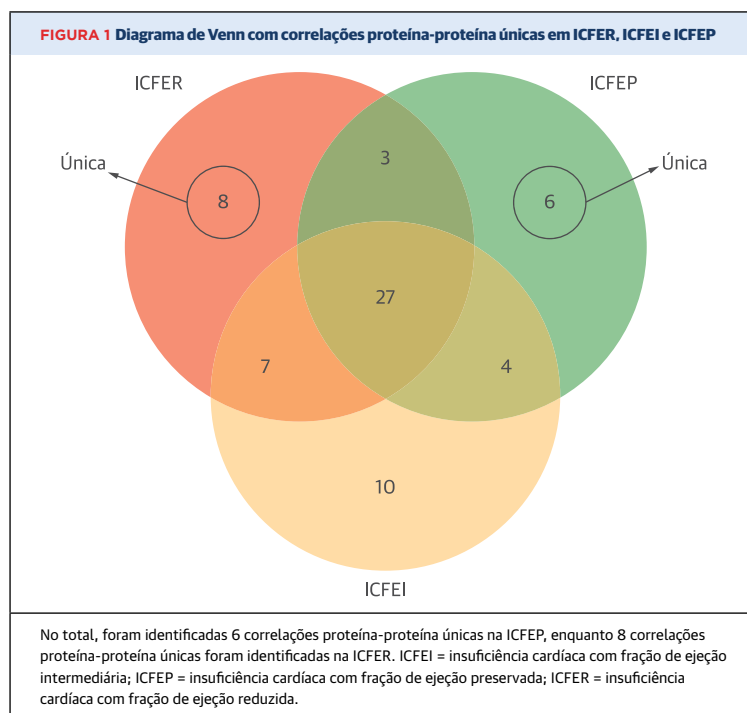 FIGURA 1 Diagrama de Venn com correlações proteína-proteína únicas em ICFER, ICFEI e ICFEP
ICFER
ICFEP
3
Única
8
6
Única
27
7
4
10
ICFEI
No total, foram identificadas 6 correlações proteína-proteína únicas na ICFEP, enquanto 8 correlações
proteína-proteína únicas foram identificadas na ICFER. ICFEI = insuficiência cardíaca com fração de ejeção
intermediária; ICFEP = insuficiência cardíaca com fração de ejeção preservada; ICFER = insuficiência
cardíaca com fração de ejeção reduzida.